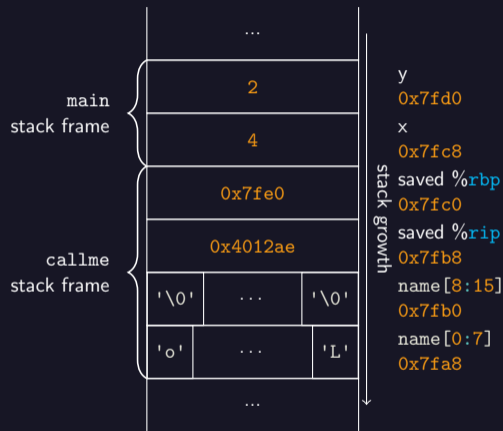 ...
main
stack frame
2
y
0x7fd0
4
x
0x7fc8
callme
stack frame
0x7fe0
saved %rbp
0x7fc0
0x4012ae
saved %rip
0x7fb8
'\0' ... '\0'
name[8:15]
0x7fb0
'o' ... 'L'
name[0:7]
0x7fa8
...
stack growth